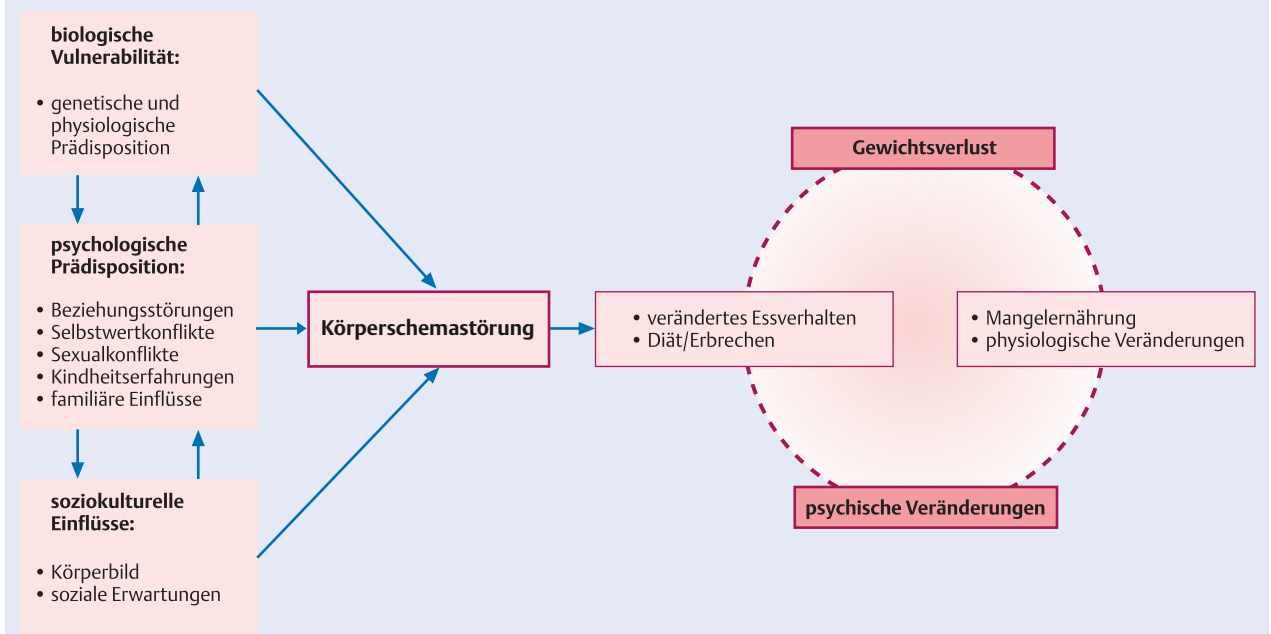 biologische
Vulnerabilität:
• genetische und
physiologische
Prädisposition
psychologische
Prädisposition:
• Beziehungsstörungen
• Selbstwertkonflikte
• Sexualkonflikte
• Kindheitserfahrungen
• familiäre Einflüsse
soziokulturelle
Einflüsse:
• Körperbild
• soziale Erwartungen
Körperschemastörung
• verändertes Essverhalten
• Diät/Erbrechen
Gewichtsverlust
• Mangelernährung
• physiologische Veränderungen
psychische Veränderungen